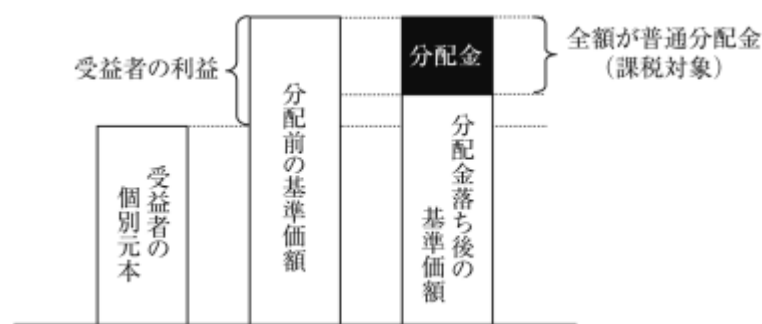 受益者の利益
受益者の
個別元本
分配前の基準価額
分配金
分配金落ち後の
基準価額
全額が普通分配金
（課税対象）